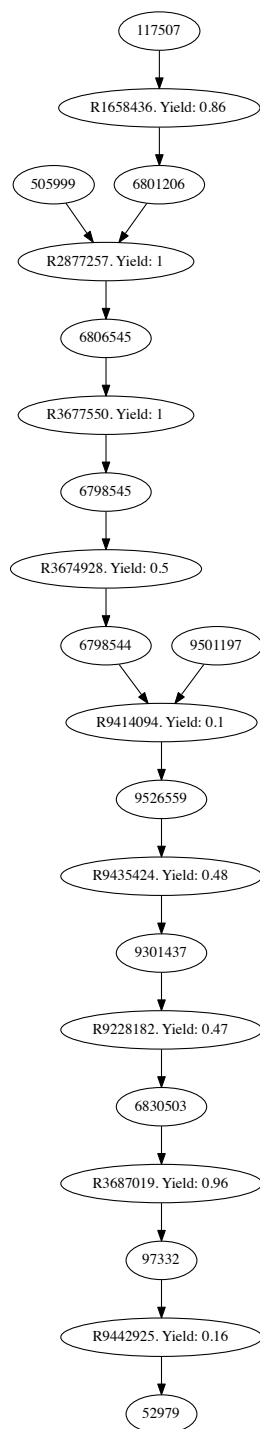 117507
R1658436. Yield: 0.86
505999
6801206
R2877257. Yield: 1
6806545
R3677550. Yield: 1
6798545
R3674928. Yield: 0.5
6798544
9501197
R9414094. Yield: 0.1
9526559
R9435424. Yield: 0.48
9301437
R9228182. Yield: 0.47
6830503
R3687019. Yield: 0.96
97332
R9442925. Yield: 0.16
52979